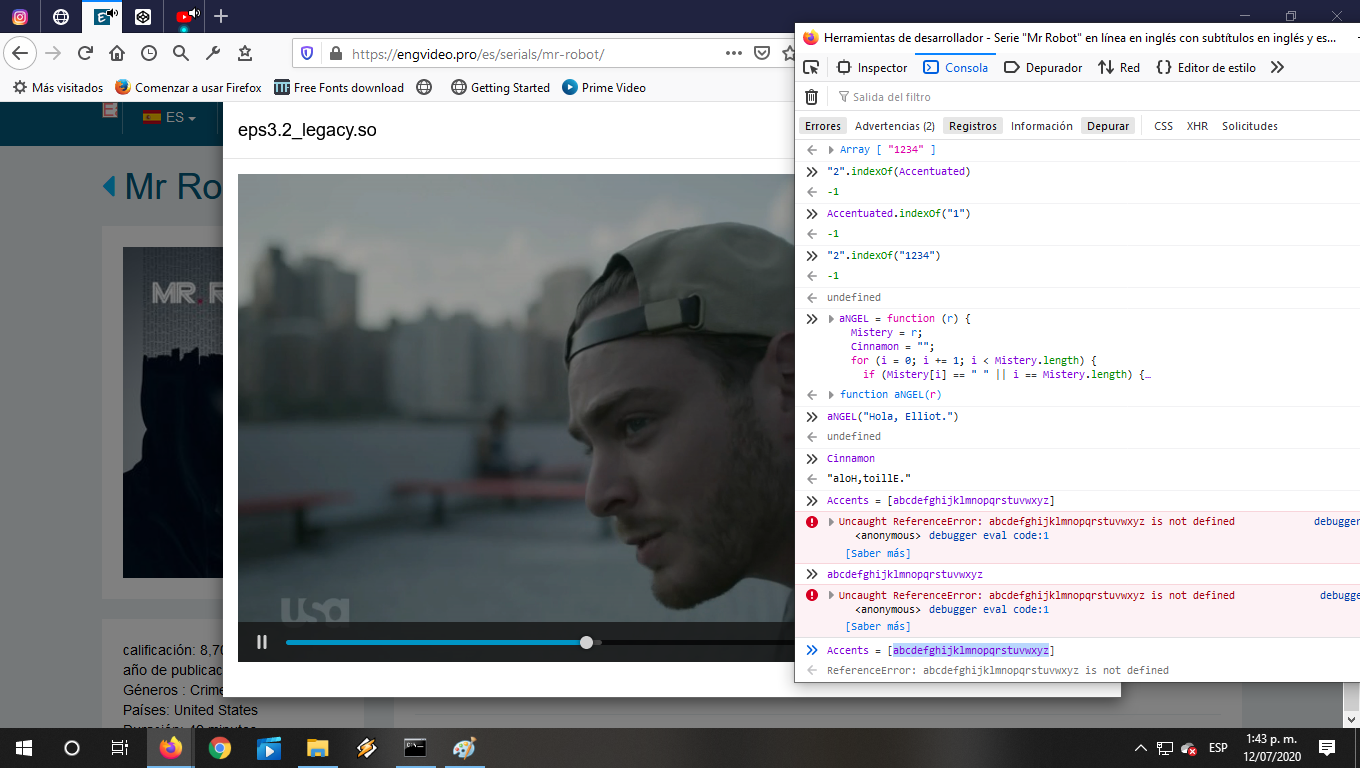 https://engvideo.pro/es/serials/mr-robot/
Más visitados
Comenzar a usar Firefox
Free Fonts download
Getting Started
Prime Video
ES
Mr Ro
MR. R
calificación: 8,70
año de publicac
Géneros : Crime
Países: United States
eps3.2_legacy.so
usa
Herramientas de desarrollador - Serie "Mr Robot" en línea en inglés con subtítulos en inglés y es...
Inspector
Consola
Depurador
Red
Editor de estilo
Salida del filtro
Errores
Advertencias (2)
Registros
Información
Depurar
CSS
XHR
Solicitudes
Array [ "1234" ]
"2".indexOf(Accentuated)
-1
Accentuated.indexOf("1")
-1
"2".indexOf("1234")
-1
undefined
aNGEL = function (r) {
Mistery = r;
Cinnamon = "";
for (i = 0; i += 1; i < Mistery.length) {
if (Mistery[i] == " " || i == Mistery.length) {…
function aNGEL(r)
aNGEL("Hola, Elliot.")
undefined
Cinnamon
"aloH,toillE."
Accents = [abcdefghijklmnopqrstuvwxyz]
Uncaught ReferenceError: abcdefghijklmnopqrstuvwxyz is not defined
debugger
<anonymous> debugger eval code:1
[Saber más]
abcdefghijklmnopqrstuvwxyz
Uncaught ReferenceError: abcdefghijklmnopqrstuvwxyz is not defined
debugge
<anonymous> debugger eval code:1
[Saber más]
Accents = [abcdefghijklmnopqrstuvwxyz]
ReferenceError: abcdefghijklmnopqrstuvwxyz is not defined
ESP
1:43 p. m.
12/07/2020